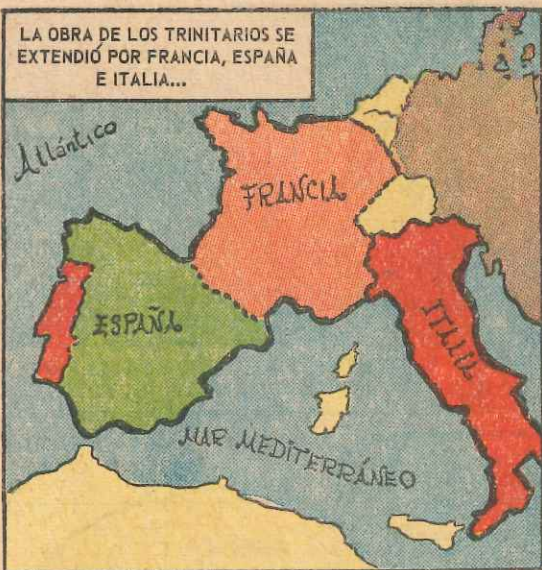 LA OBRA DE LOS TRINITARIOS SE
EXTENDIÓ POR FRANCIA, ESPAÑA
E ITALIA...
Atlántico
FRANCIA
ESPAÑA
ITALIA
MAR MEDITERRÁNEO